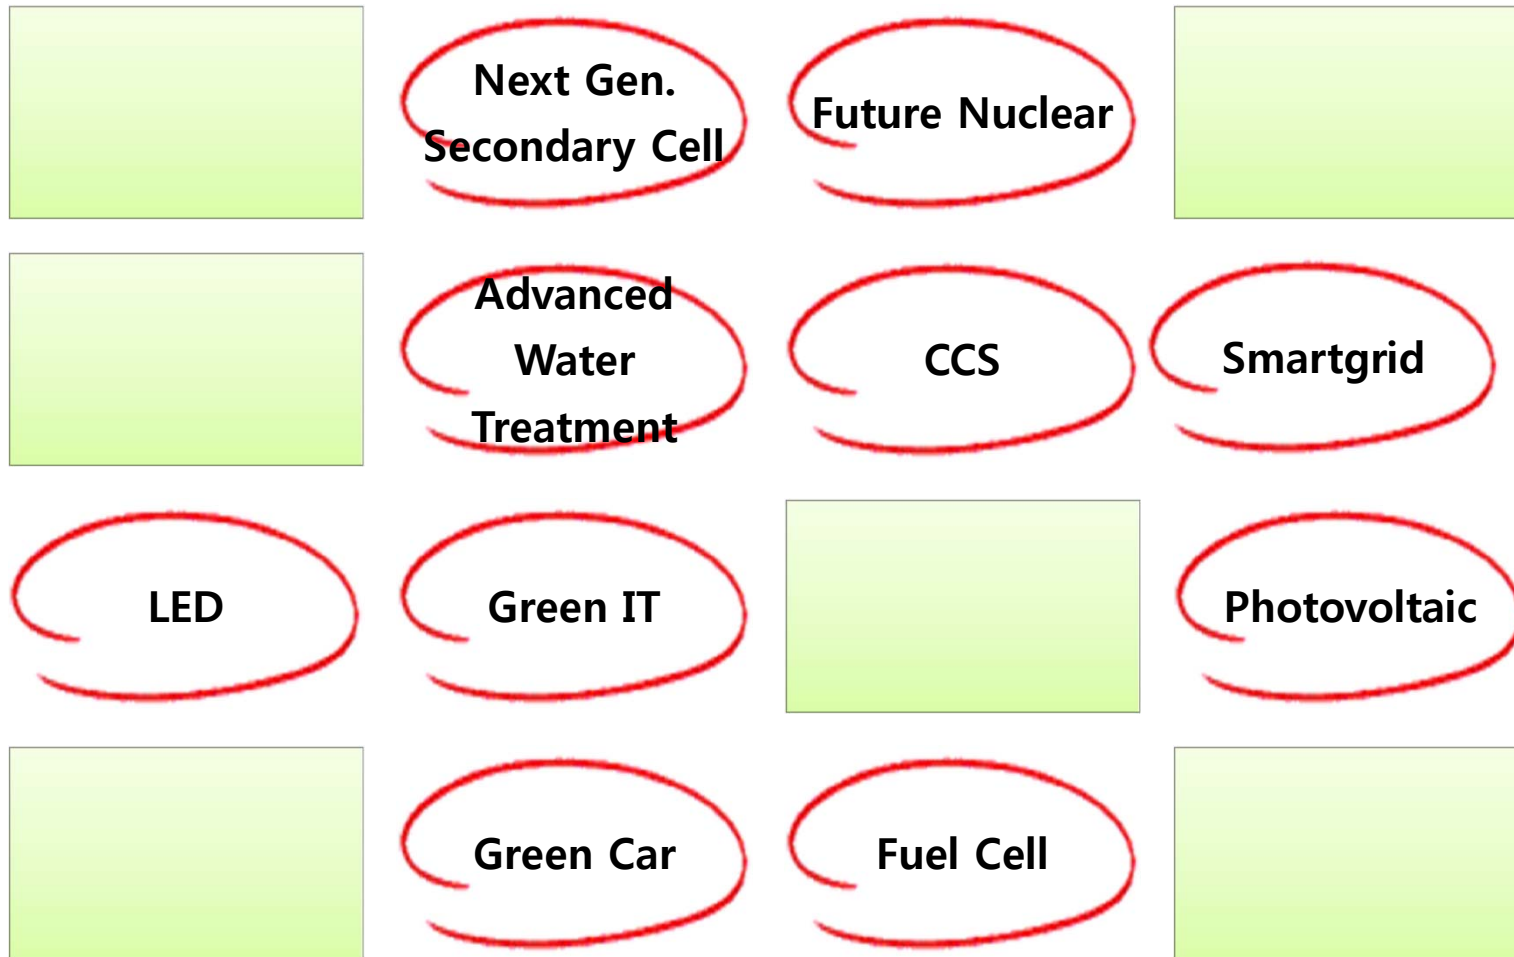 Next Gen.
Secondary Cell
Future Nuclear
Advanced
Water
Treatment
CCS
Smartgrid
LED
Green IT
Photovoltaic
Green Car
Fuel Cell